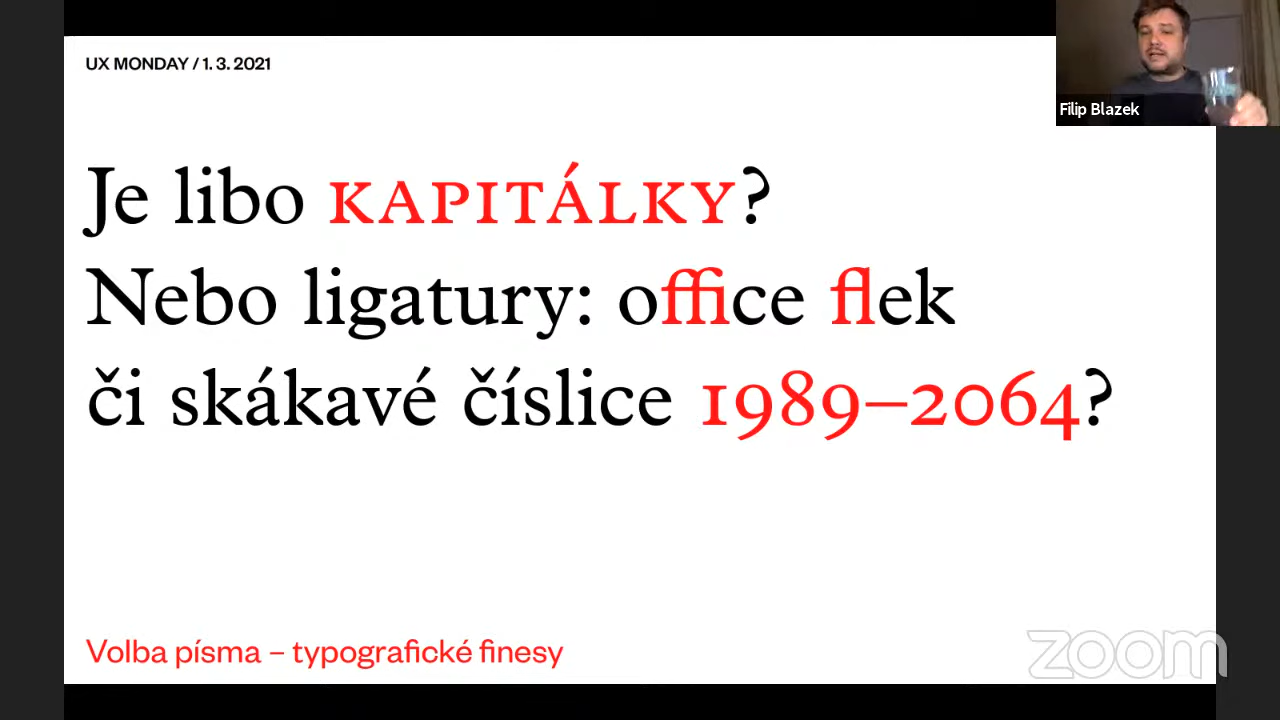 UX MONDAY / 1. 3. 2021
Filip Blazek
Je libo KAPITÁLKY?
Nebo ligatury: office flek
či skákavé číslice 1989–2064?
Volba písma – typografické finesy
zoom